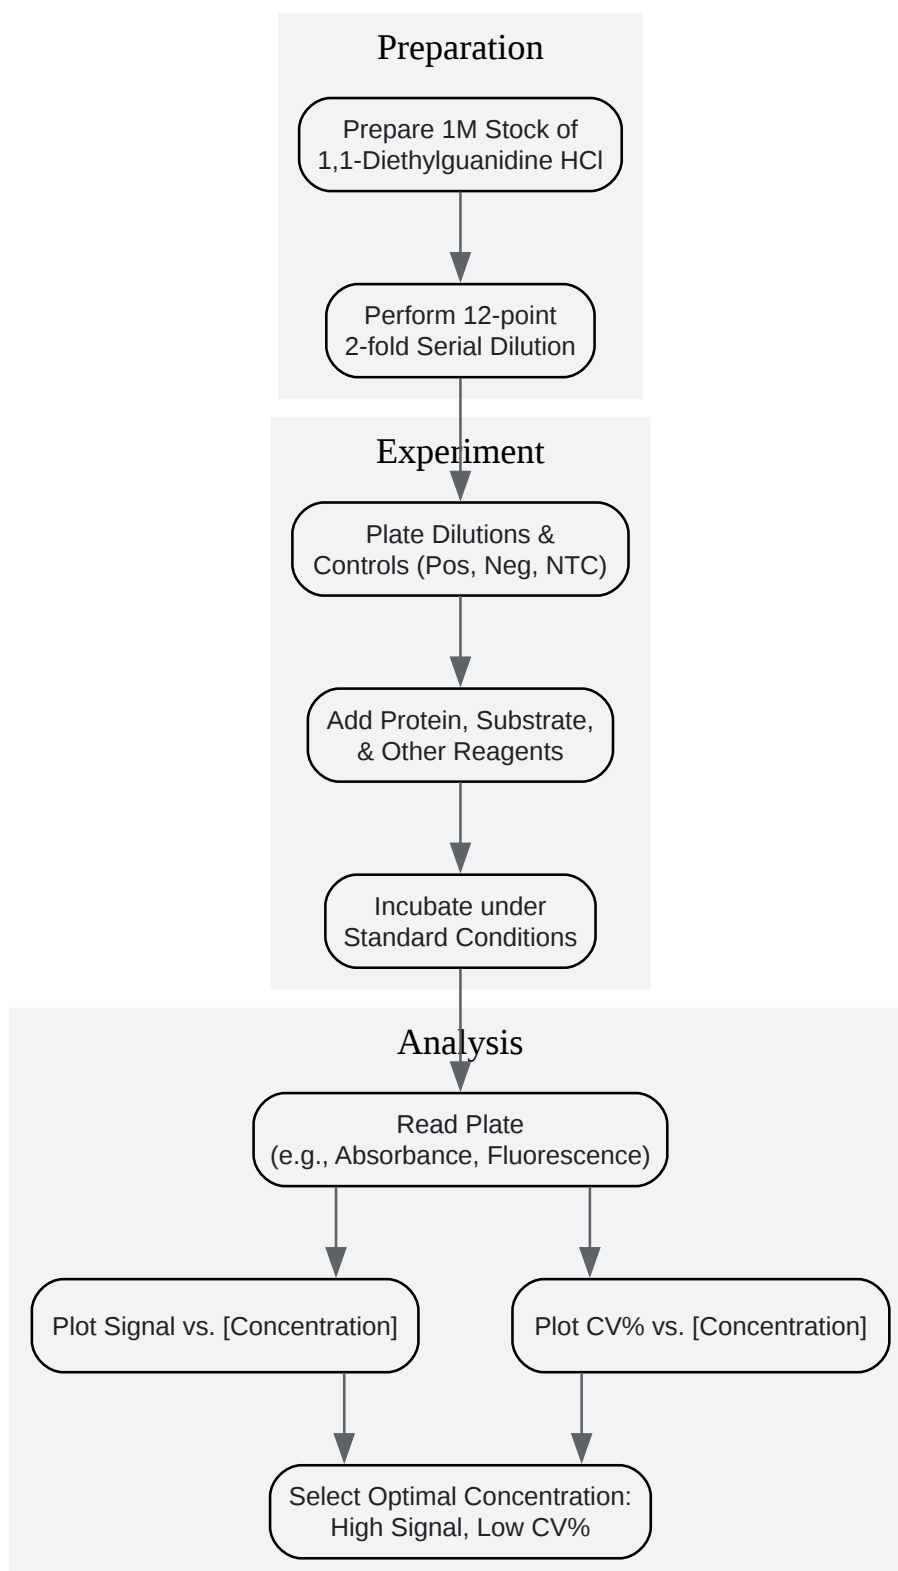 Preparation
Prepare 1M Stock of
1,1-Diethylguanidine HCl
Perform 12-point
2-fold Serial Dilution
Experiment
Plate Dilutions &
Controls (Pos, Neg, NTC)
Add Protein, Substrate,
& Other Reagents
Incubate under
Standard Conditions
Analysis
Read Plate
(e.g., Absorbance, Fluorescence)
Plot Signal vs. [Concentration]
Plot CV% vs. [Concentration]
Select Optimal Concentration:
High Signal, Low CV%